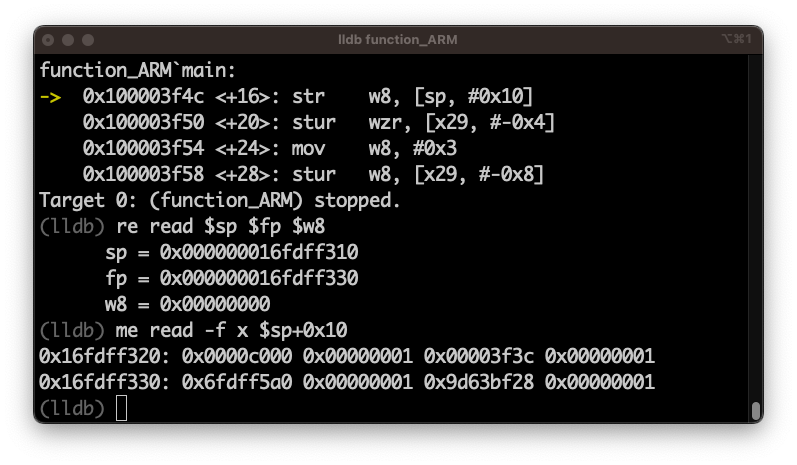 lldb function_ARM
⌥⌘1
function_ARM`main:
->  0x100003f4c <+16>: str    w8, [sp, #0x10]
    0x100003f50 <+20>: stur   wzr, [x29, #-0x4]
    0x100003f54 <+24>: mov    w8, #0x3
    0x100003f58 <+28>: stur   w8, [x29, #-0x8]
Target 0: (function_ARM) stopped.
(lldb) re read $sp $fp $w8
      sp = 0x000000016fdff310
      fp = 0x000000016fdff330
      w8 = 0x00000000
(lldb) me read -f x $sp+0x10
0x16fdff320: 0x0000c000 0x00000001 0x00003f3c 0x00000001
0x16fdff330: 0x6fdff5a0 0x00000001 0x9d63bf28 0x00000001
(lldb)